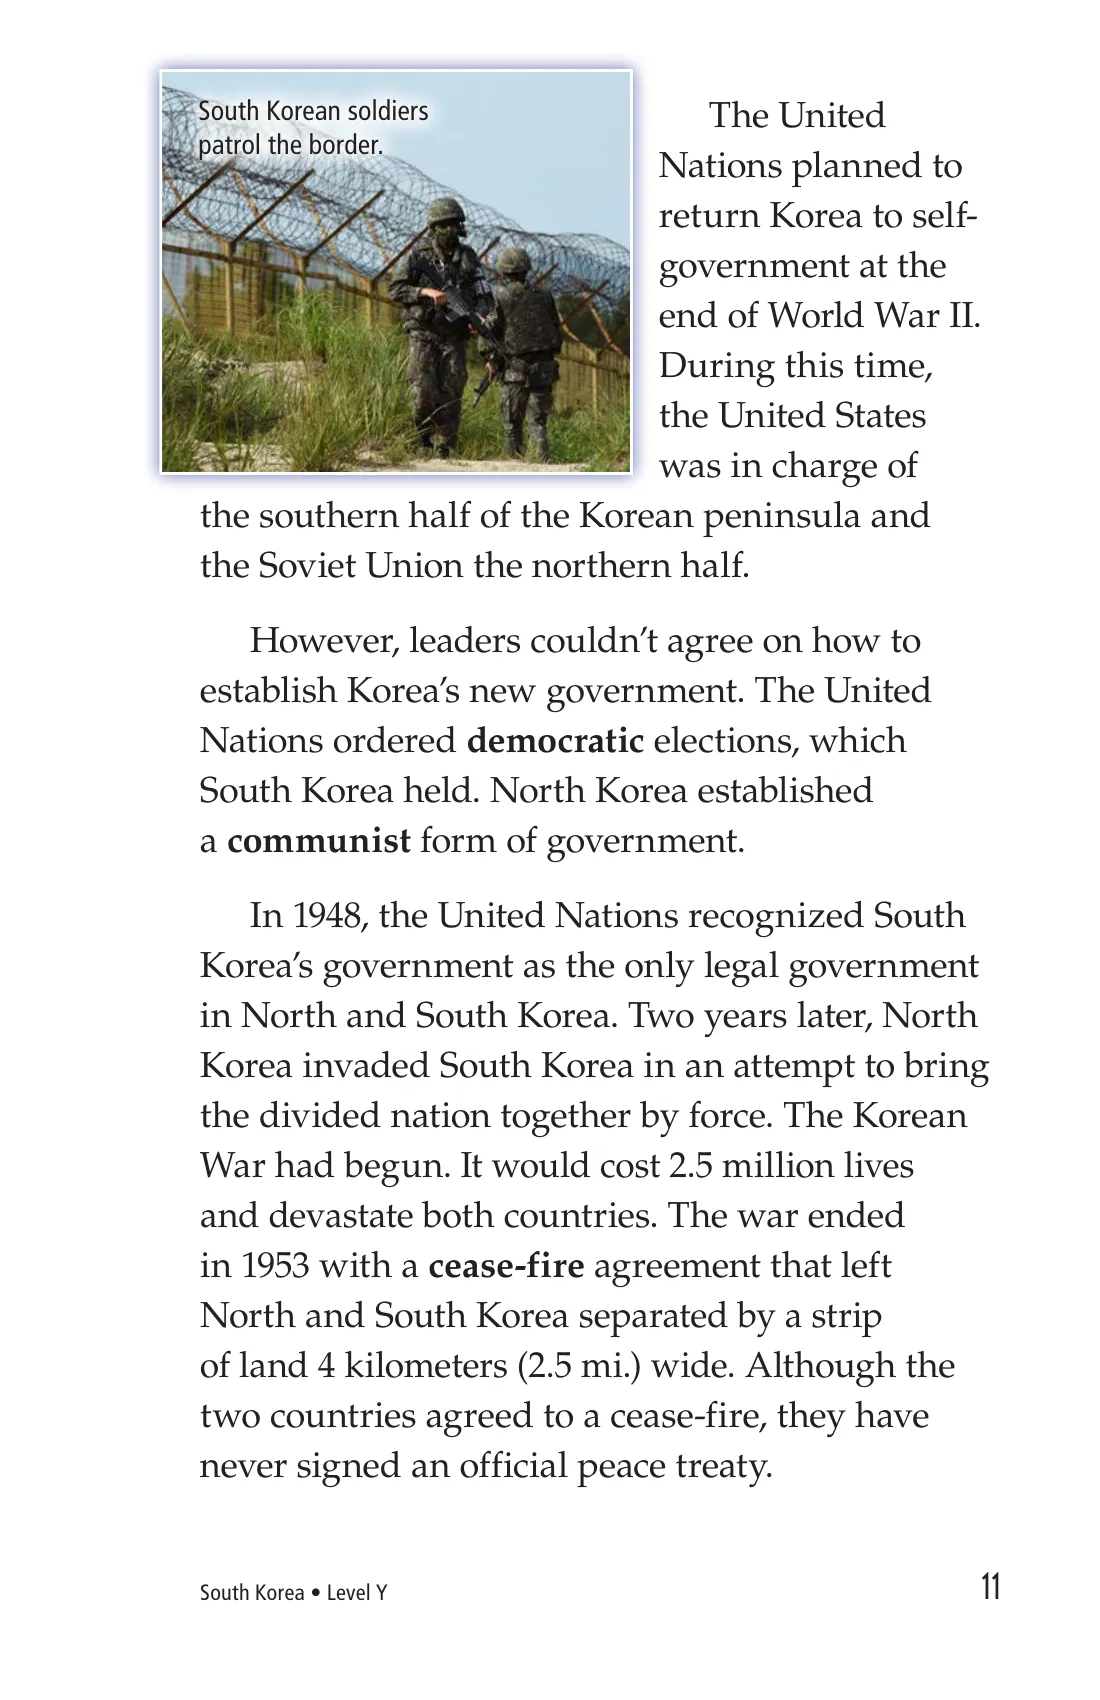 South Korean soldiers
patrol the border.
The United
Nations planned to
return Korea to self-
government at the
end of World War II.
During this time,
the United States
was in charge of
the southern half of the Korean peninsula and
the Soviet Union the northern half.
However, leaders couldn’t agree on how to
establish Korea’s new government. The United
Nations ordered democratic elections, which
South Korea held. North Korea established
a communist form of government.
In 1948, the United Nations recognized South
Korea’s government as the only legal government
in North and South Korea. Two years later, North
Korea invaded South Korea in an attempt to bring
the divided nation together by force. The Korean
War had begun. It would cost 2.5 million lives
and devastate both countries. The war ended
in 1953 with a cease-fire agreement that left
North and South Korea separated by a strip
of land 4 kilometers (2.5 mi.) wide. Although the
two countries agreed to a cease-fire, they have
never signed an official peace treaty.
South Korea • Level Y
11